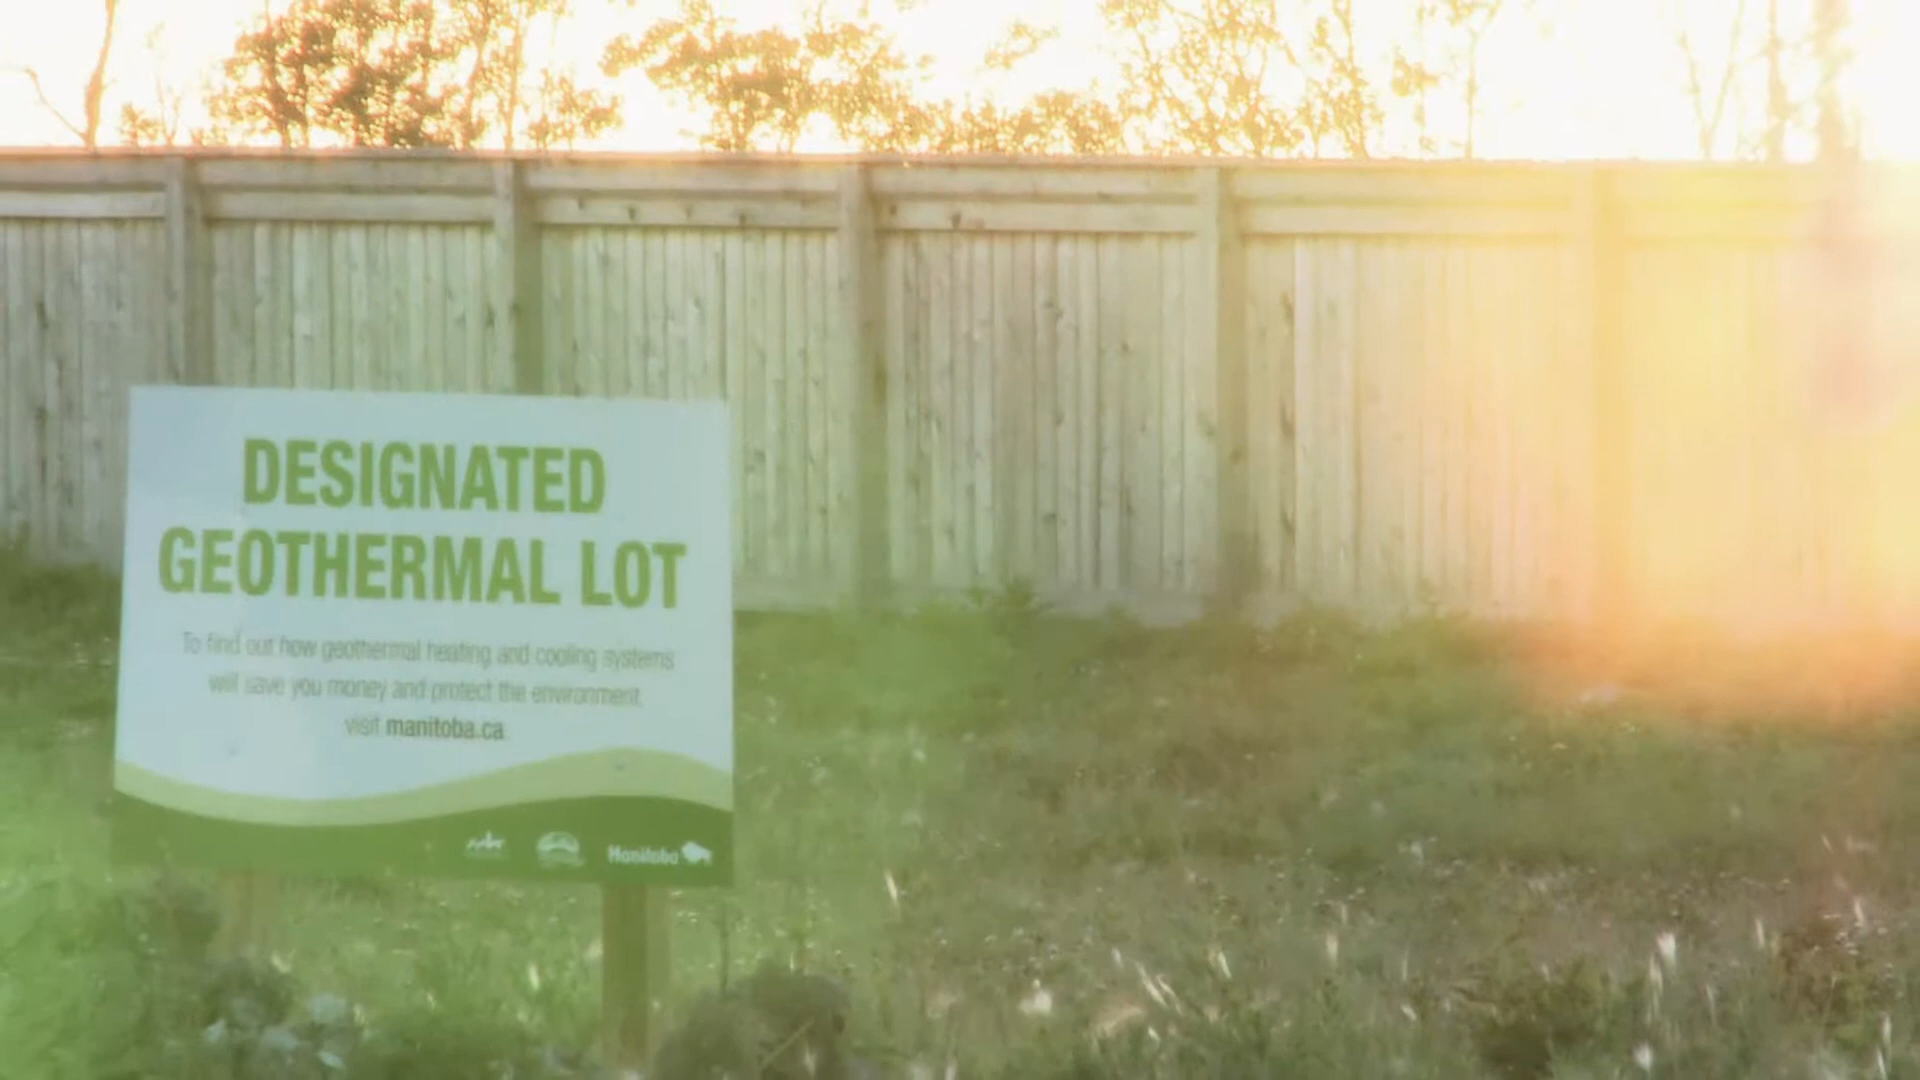 DESIGNATED
GEOTHERMAL LOT
To find out how geothermal heating and cooling systems
will save you money and protect the environment,
visit manitoba.ca
Manitoba